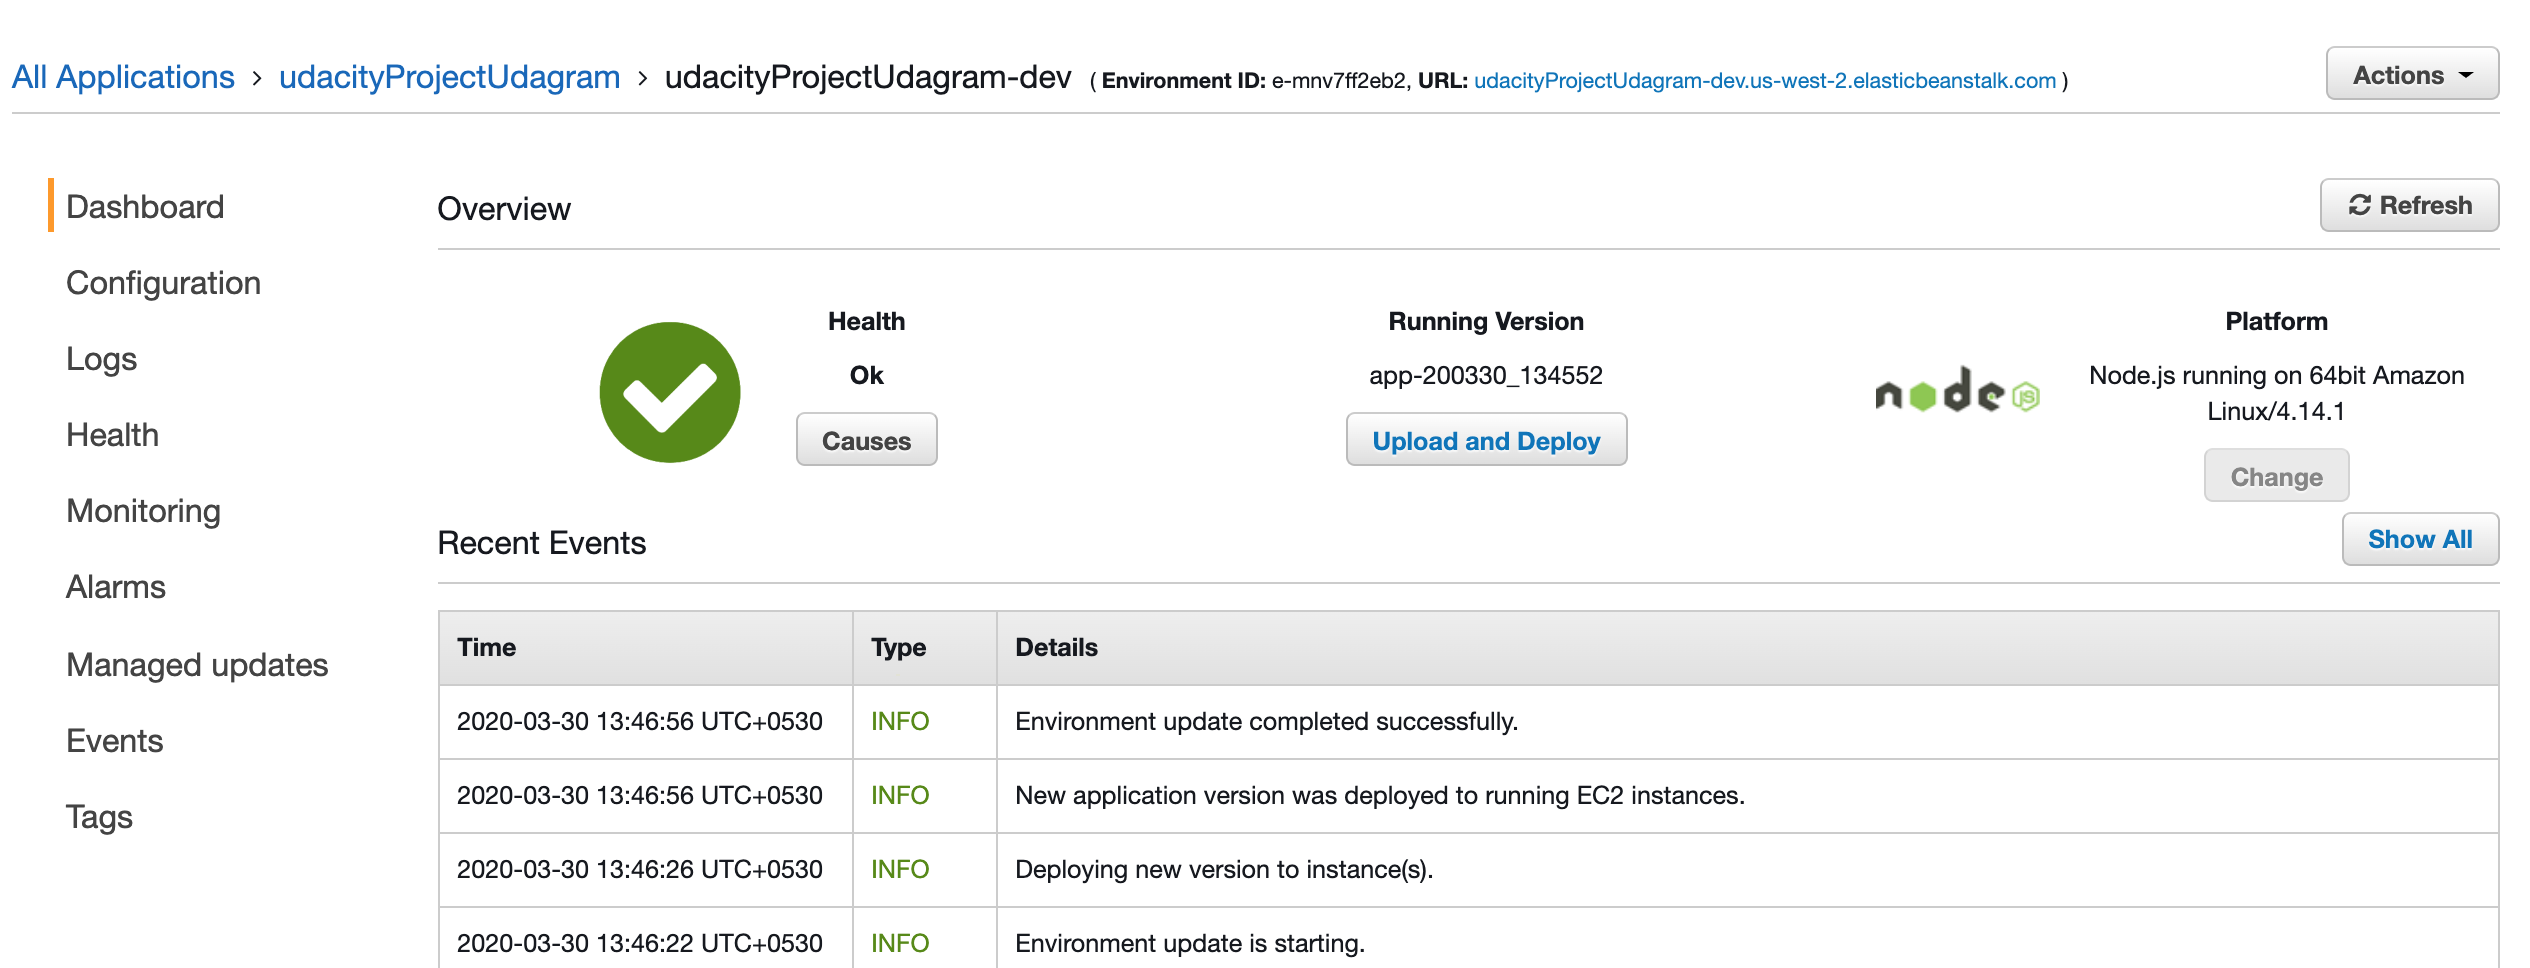 All Applications › udacityProjectUdagram › udacityProjectUdagram-dev ( Environment ID: e-mnv7ff2eb2, URL: udacityProjectUdagram-dev.us-west-2.elasticbeanstalk.com )
Actions
Dashboard
Configuration
Logs
Health
Monitoring
Alarms
Managed updates
Events
Tags
Overview
Refresh
Health
Ok
Causes
Running Version
app-200330_134552
Upload and Deploy
node JS
Platform
Node.js running on 64bit Amazon
Linux/4.14.1
Change
Recent Events
Show All
Time Type Details
2020-03-30 13:46:56 UTC+0530 INFO Environment update completed successfully.
2020-03-30 13:46:56 UTC+0530 INFO New application version was deployed to running EC2 instances.
2020-03-30 13:46:26 UTC+0530 INFO Deploying new version to instance(s).
2020-03-30 13:46:22 UTC+0530 INFO Environment update is starting.